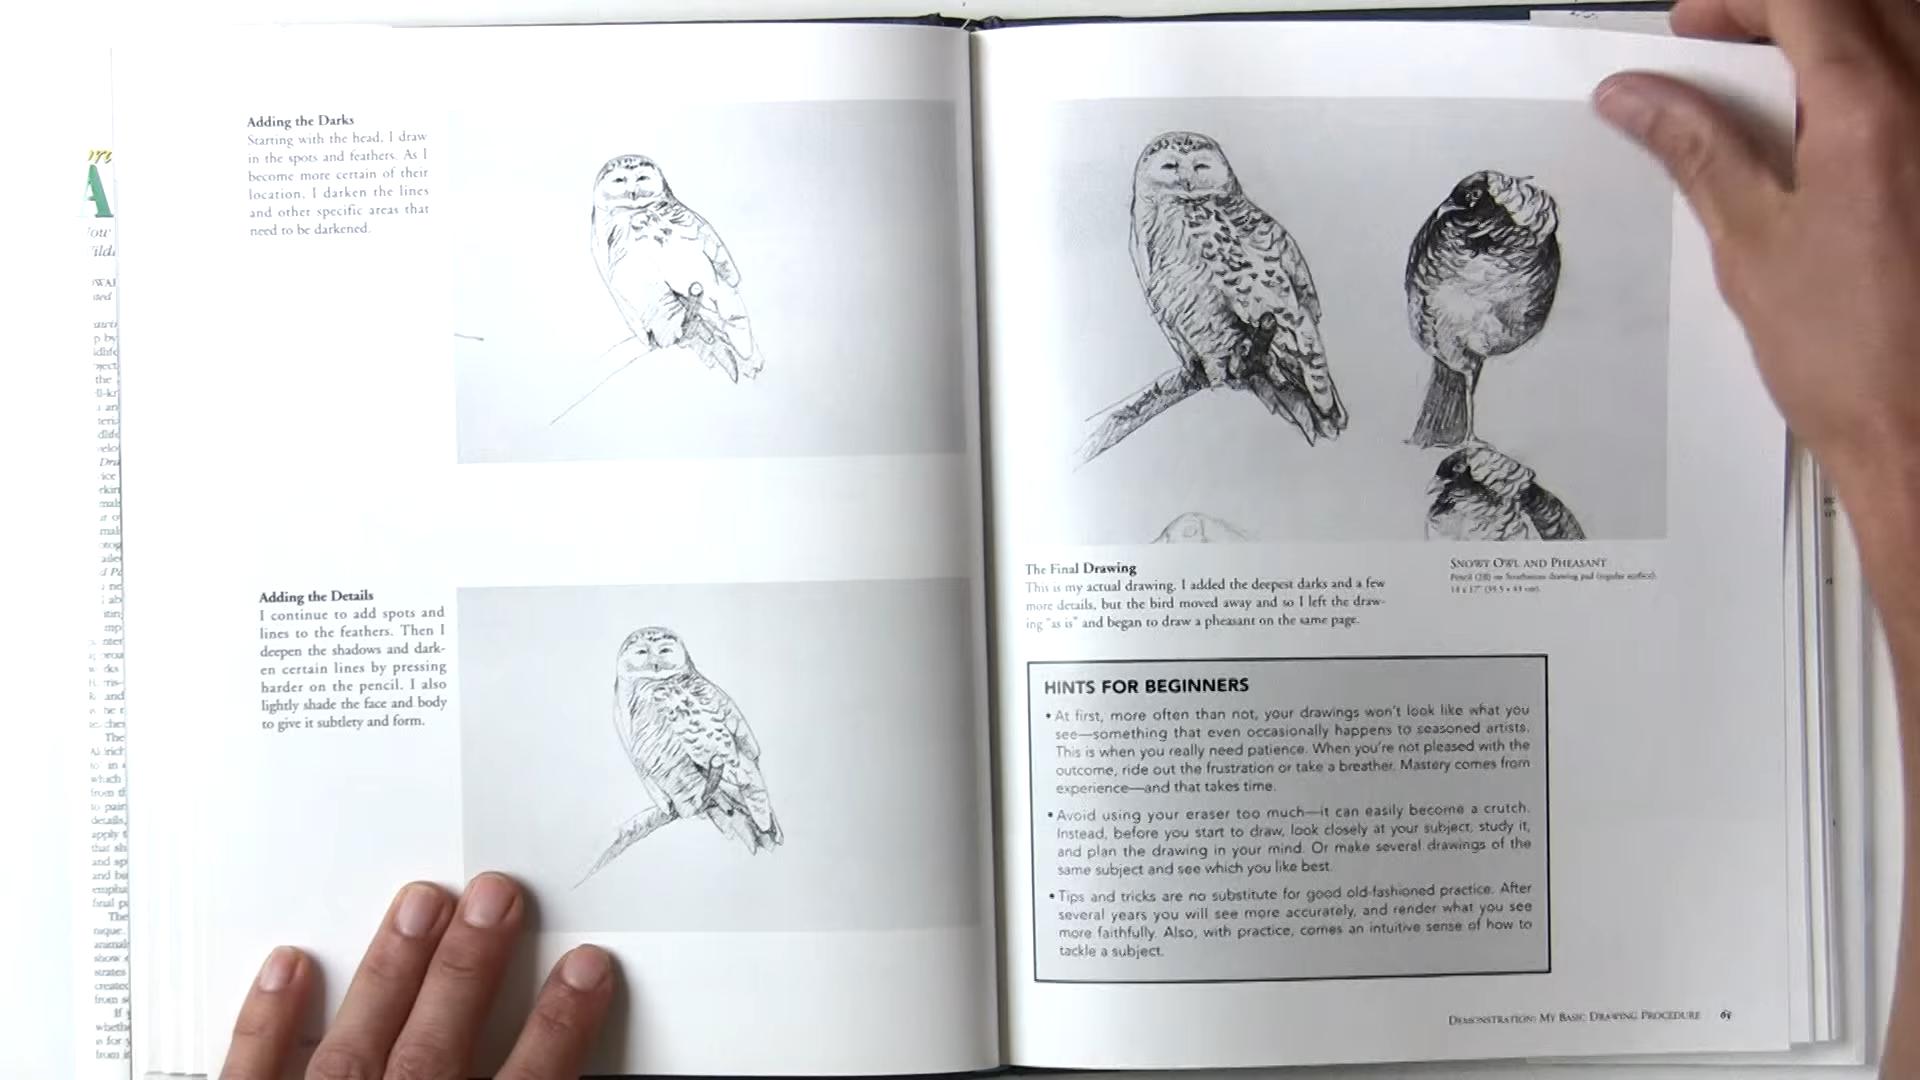 Adding the Darks
Starting with the head, I draw
in the spots and feathers. As I
become more certain of their
location, I darken the lines
and other specific areas that
need to be darkened.
Adding the Details
I continue to add spots and
lines to the feathers. Then I
deepen the shadows and dark-
en certain lines by pressing
harder on the pencil. I also
lightly shade the face and body
to give it subtlety and form.
The Final Drawing
This is my actual drawing. I added the deepest darks and a few
more details, but the bird moved away and so I left the draw-
ing "as is" and began to draw a pheasant on the same page.
SNOWY OWL AND PHEASANT
Pencil (2B) on Strathmore drawing pad (regular surface)
HINTS FOR BEGINNERS
• At first, more often than not, your drawings won't look like what you
see—something that even occasionally happens to seasoned artists.
This is when you really need patience. When you're not pleased with the
outcome, ride out the frustration or take a breather. Mastery comes from
experience—and that takes time.
• Avoid using your eraser too much—it can easily become a crutch.
Instead, before you start to draw, look closely at your subject, study it,
and plan the drawing in your mind. Or make several drawings of the
same subject and see which you like best.
• Tips and tricks are no substitute for good old-fashioned practice. After
several years you will see more accurately, and render what you see
more faithfully. Also, with practice, comes an intuitive sense of how to
tackle a subject.
DEMONSTRATION: MY BASIC DRAWING PROCEDURE 65